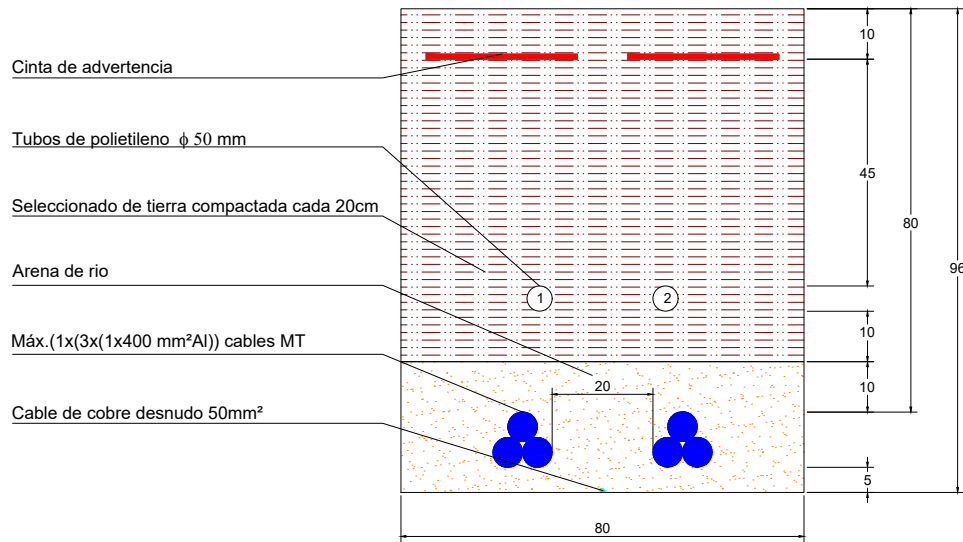 Cinta de advertencia
Tubos de polietileno ϕ 50 mm
Seleccionado de tierra compactada cada 20cm
Arena de rio
Máx.(1x(3x(1x400 mm²Al)) cables MT
Cable de cobre desnudo 50mm²
1
2
20
80
10
45
10
10
5
80
96